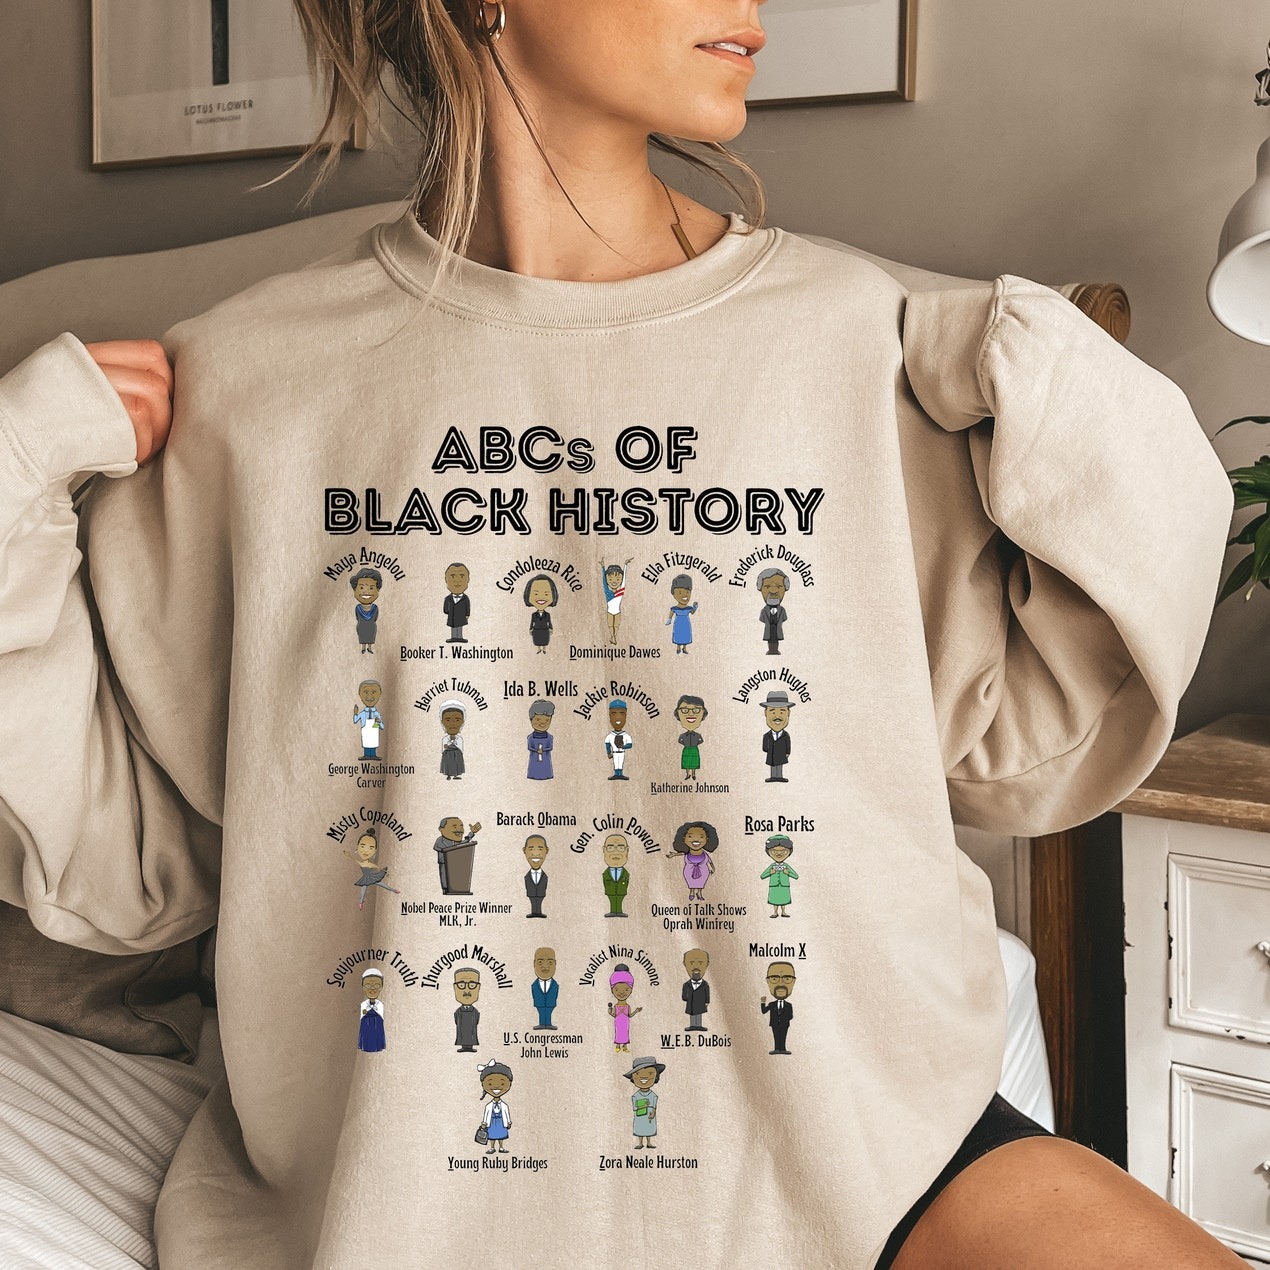 LOTUS FLOWER
ABCs OF
BLACK HISTORY
Maya Angelou
Booker T. Washington
Condoleeza Rice
Dominique Dawes
Ella Fitzgerald
Frederick Douglass
George Washington
Carver
Harriet Tubman
Ida B. Wells
Jackie Robinson
Katherine Johnson
Langston Hughes
Misty Copeland
Nobel Peace Prize Winner
MLK, Jr.
Barack Obama
Gen. Colin Powell
Queen of Talk Shows
Oprah Winfrey
Rosa Parks
Soujourner Truth
Thurgood Marshall
U.S. Congressman
John Lewis
Vocalist Nina Simone
W.E.B. DuBois
Malcolm X
Young Ruby Bridges
Zora Neale Hurston